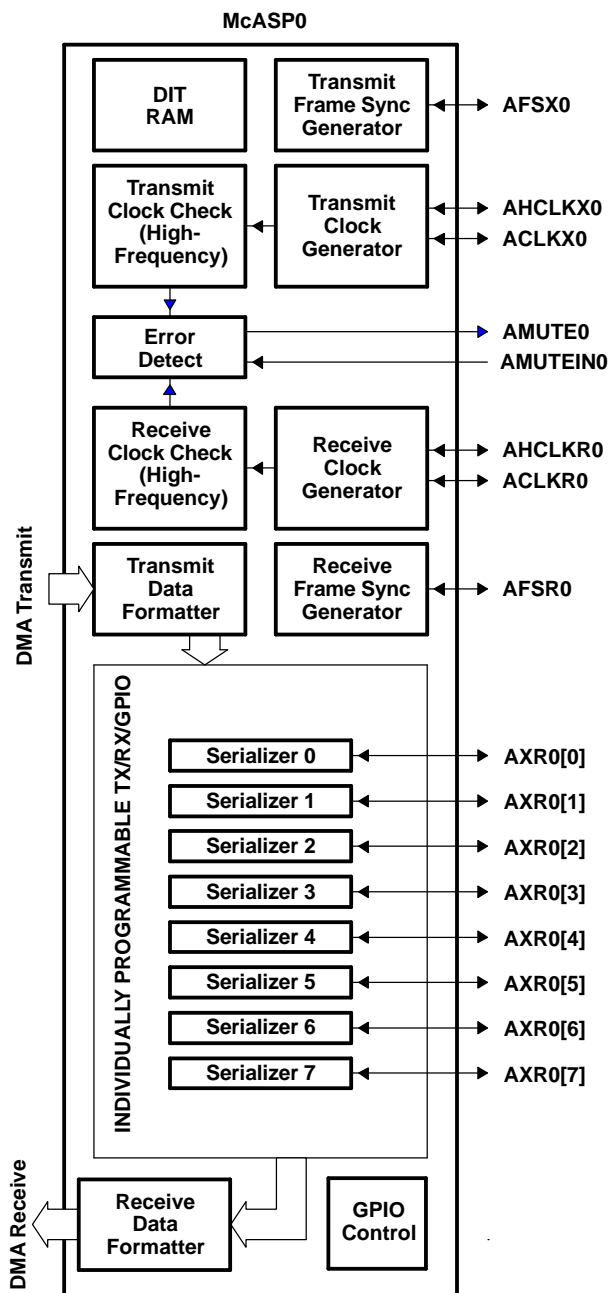 McASP0
DIT
RAM
Transmit
Frame Sync
Generator
AFSX0
Transmit
Clock Check
(High-
Frequency)
Transmit
Clock
Generator
AHCLKX0
ACLKX0
Error
Detect
AMUTE0
AMUTEIN0
Receive
Clock Check
(High-
Frequency)
Receive
Clock
Generator
AHCLKR0
ACLKR0
DMA Transmit
Transmit
Data
Formatter
Receive
Frame Sync
Generator
AFSR0
INDIVIDUALLY PROGRAMMABLE TX/RX/GPIO
Serializer 0
AXR0[0]
Serializer 1
AXR0[1]
Serializer 2
AXR0[2]
Serializer 3
AXR0[3]
Serializer 4
AXR0[4]
Serializer 5
AXR0[5]
Serializer 6
AXR0[6]
Serializer 7
AXR0[7]
DMA Receive
Receive
Data
Formatter
GPIO
Control